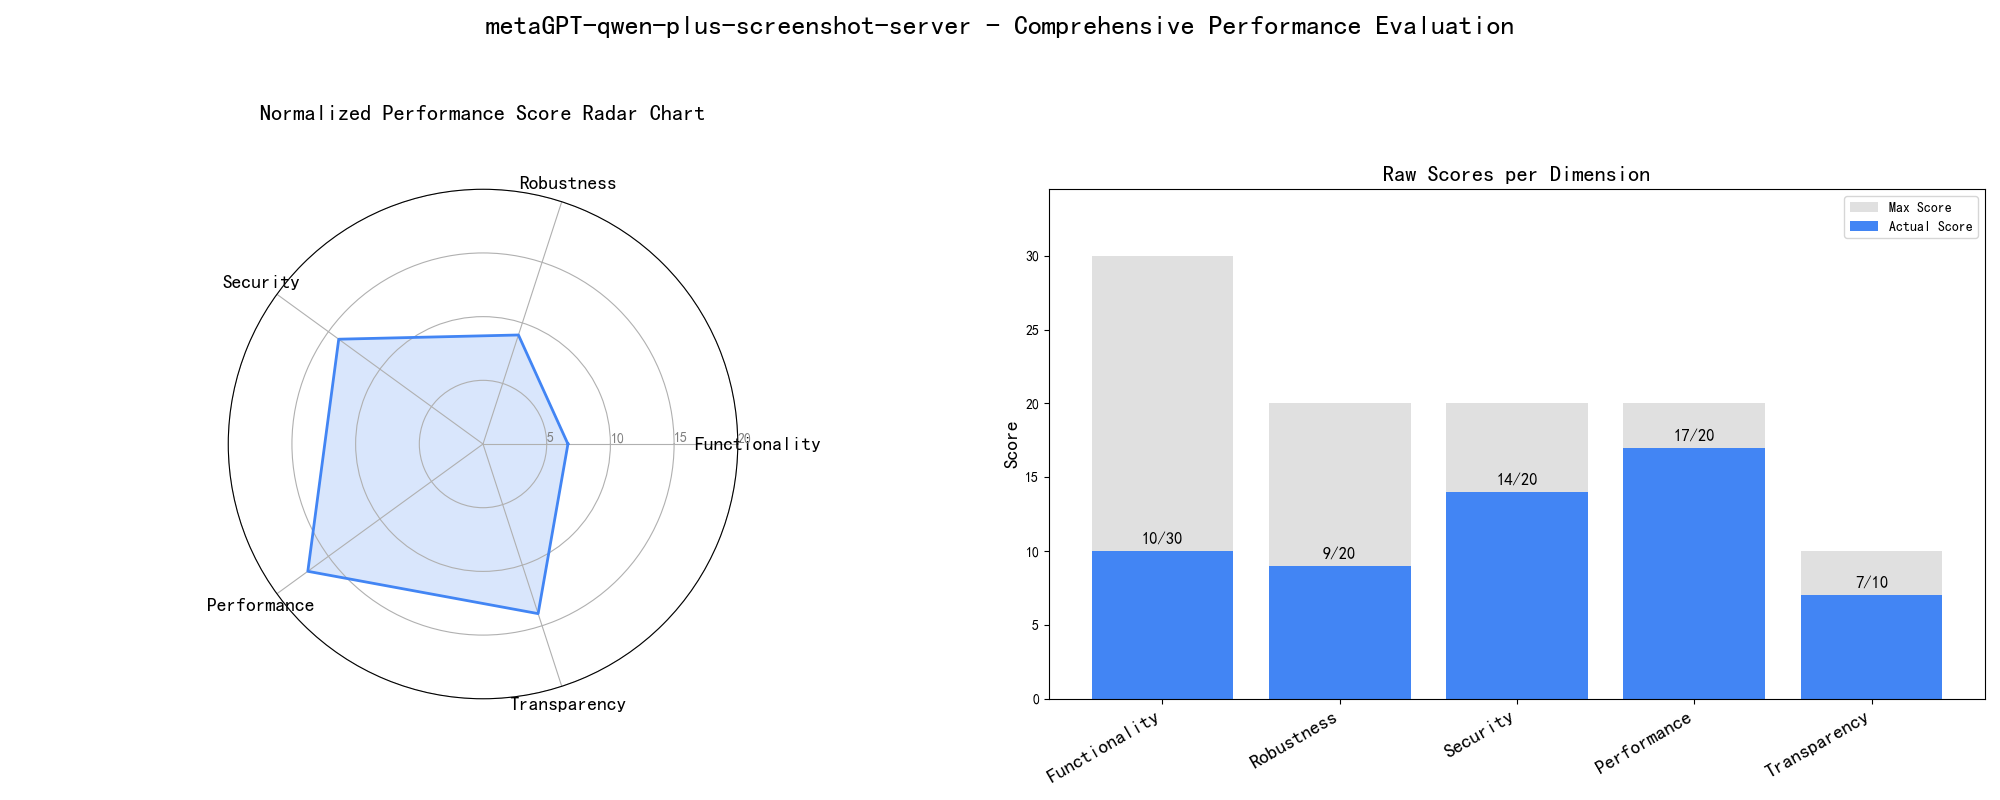 metaGPT-qwen-plus-screenshot-server - Comprehensive Performance Evaluation
Normalized Performance Score Radar Chart
Robustness
Security
Functionality
5
10
15
20
Performance
Transparency
Raw Scores per Dimension
Max Score
Actual Score
Score
30
25
20
15
10
5
0
10/30
9/20
14/20
17/20
7/10
Functionality
Robustness
Security
Performance
Transparency